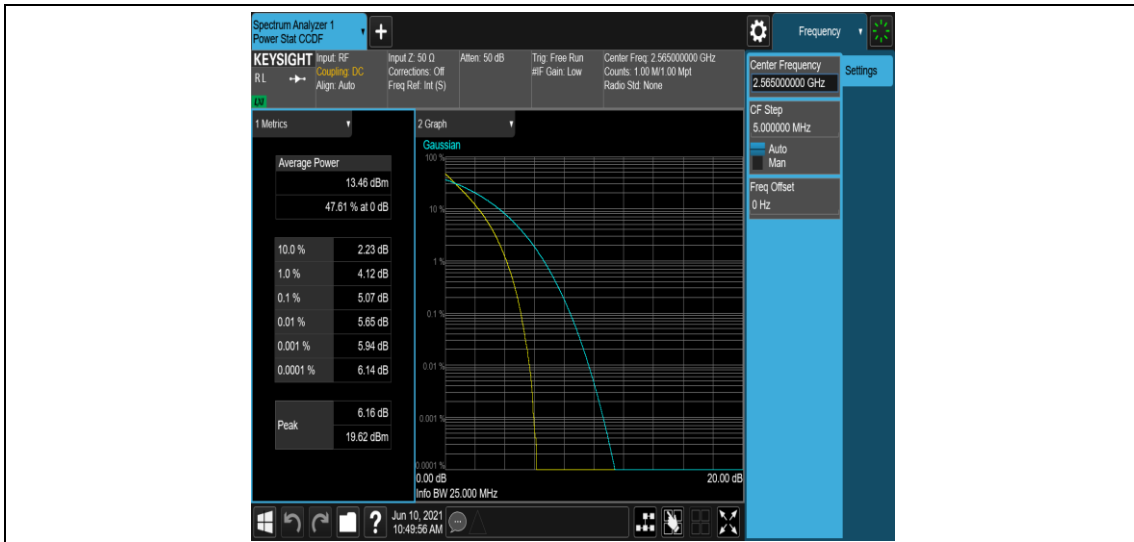 Spectrum Analyzer 1
Power Stat CCDF
+
Frequency
KEYSIGHT
RL
LXI
Input: RF
Coupling: DC
Align: Auto
Input Z: 50 Ω
Corrections: Off
Freq Ref: Int (S)
Atten: 50 dB
Trig: Free Run
#IF Gain: Low
Center Freq: 2.565000000 GHz
Counts: 1.00 M/1.00 Mpt
Radio Std: None
Center Frequency
2.565000000 GHz
Settings
CF Step
5.000000 MHz
Auto
Man
Freq Offset
0 Hz
1 Metrics
Average Power
13.46 dBm
47.61 % at 0 dB
10.0 % 2.23 dB
1.0 % 4.12 dB
0.1 % 5.07 dB
0.01 % 5.65 dB
0.001 % 5.94 dB
0.0001 % 6.14 dB
Peak
6.16 dB
19.62 dBm
2 Graph
Gaussian
100 %
10 %
1 %
0.1 %
0.01 %
0.001 %
0.0001 %
0.00 dB 20.00 dB
Info BW 25.000 MHz
?
Jun 10, 2021
10:49:56 AM